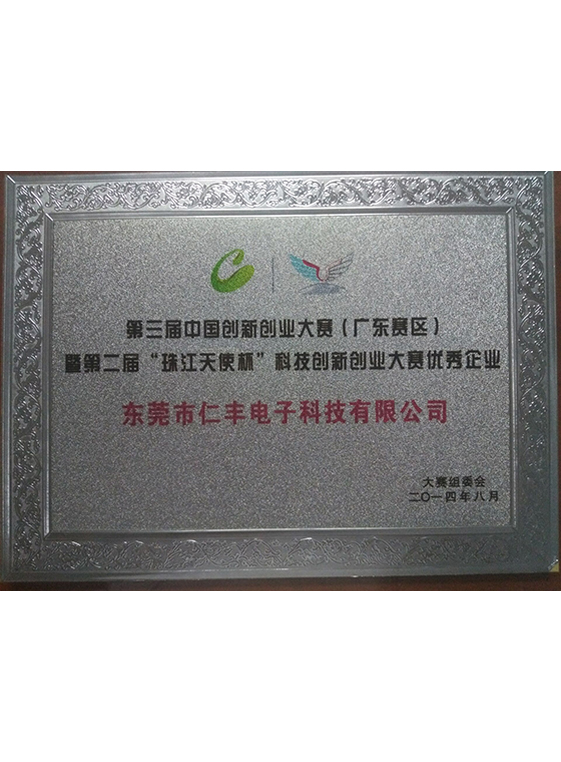 第三届中国创新创业大赛（广东赛区）
暨第二届“珠江天使杯”科技创新创业大赛优秀企业
东莞市仁丰电子科技有限公司
大赛组委会
二〇一四年八月